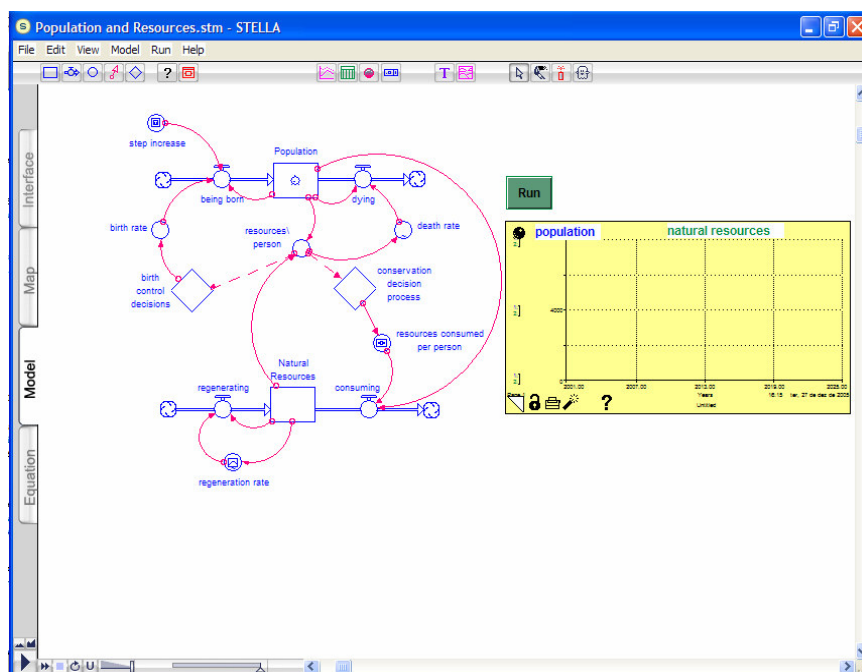 Population and Resources.stm - STELLA
File Edit View Model Run Help
T
?
Interface
Map
Model
Equation
step increase
Population
being born
dying
birth rate
resources\
person
death rate
birth
control
decisions
conservation
decision
process
resources consumed
per person
Natural
Resources
regenerating
consuming
regeneration rate
Run
population
natural resources
4000
2001.00
2007.00
2013.00
2019.00
2025.00
Years
Untitled
?
U